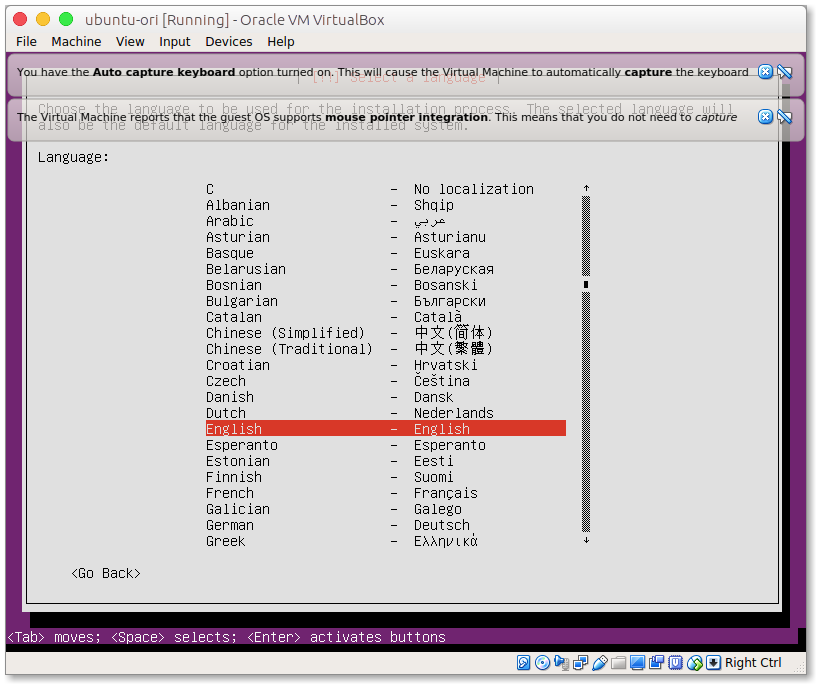 ubuntu-ori [Running] - Oracle VM VirtualBox
File Machine View Input Devices Help
[!!] Select a language
You have the Auto capture keyboard option turned on. This will cause the Virtual Machine to automatically capture the keyboard
Choose the language to be used for the installation process. The selected language will
The Virtual Machine reports that the guest OS supports mouse pointer integration. This means that you do not need to capture
also be the default language for the installed system.
Language:
C - No localization
Albanian - Shqip
Arabic - عربي
Asturian - Asturianu
Basque - Euskara
Belarusian - Беларуская
Bosnian - Bosanski
Bulgarian - Български
Catalan - Català
Chinese (Simplified) - 中文(简体)
Chinese (Traditional) - 中文(繁體)
Croatian - Hrvatski
Czech - Čeština
Danish - Dansk
Dutch - Nederlands
English - English
Esperanto - Esperanto
Estonian - Eesti
Finnish - Suomi
French - Français
Galician - Galego
German - Deutsch
Greek - Ελληνικά
<Go Back>
<Tab> moves; <Space> selects; <Enter> activates buttons
Right Ctrl